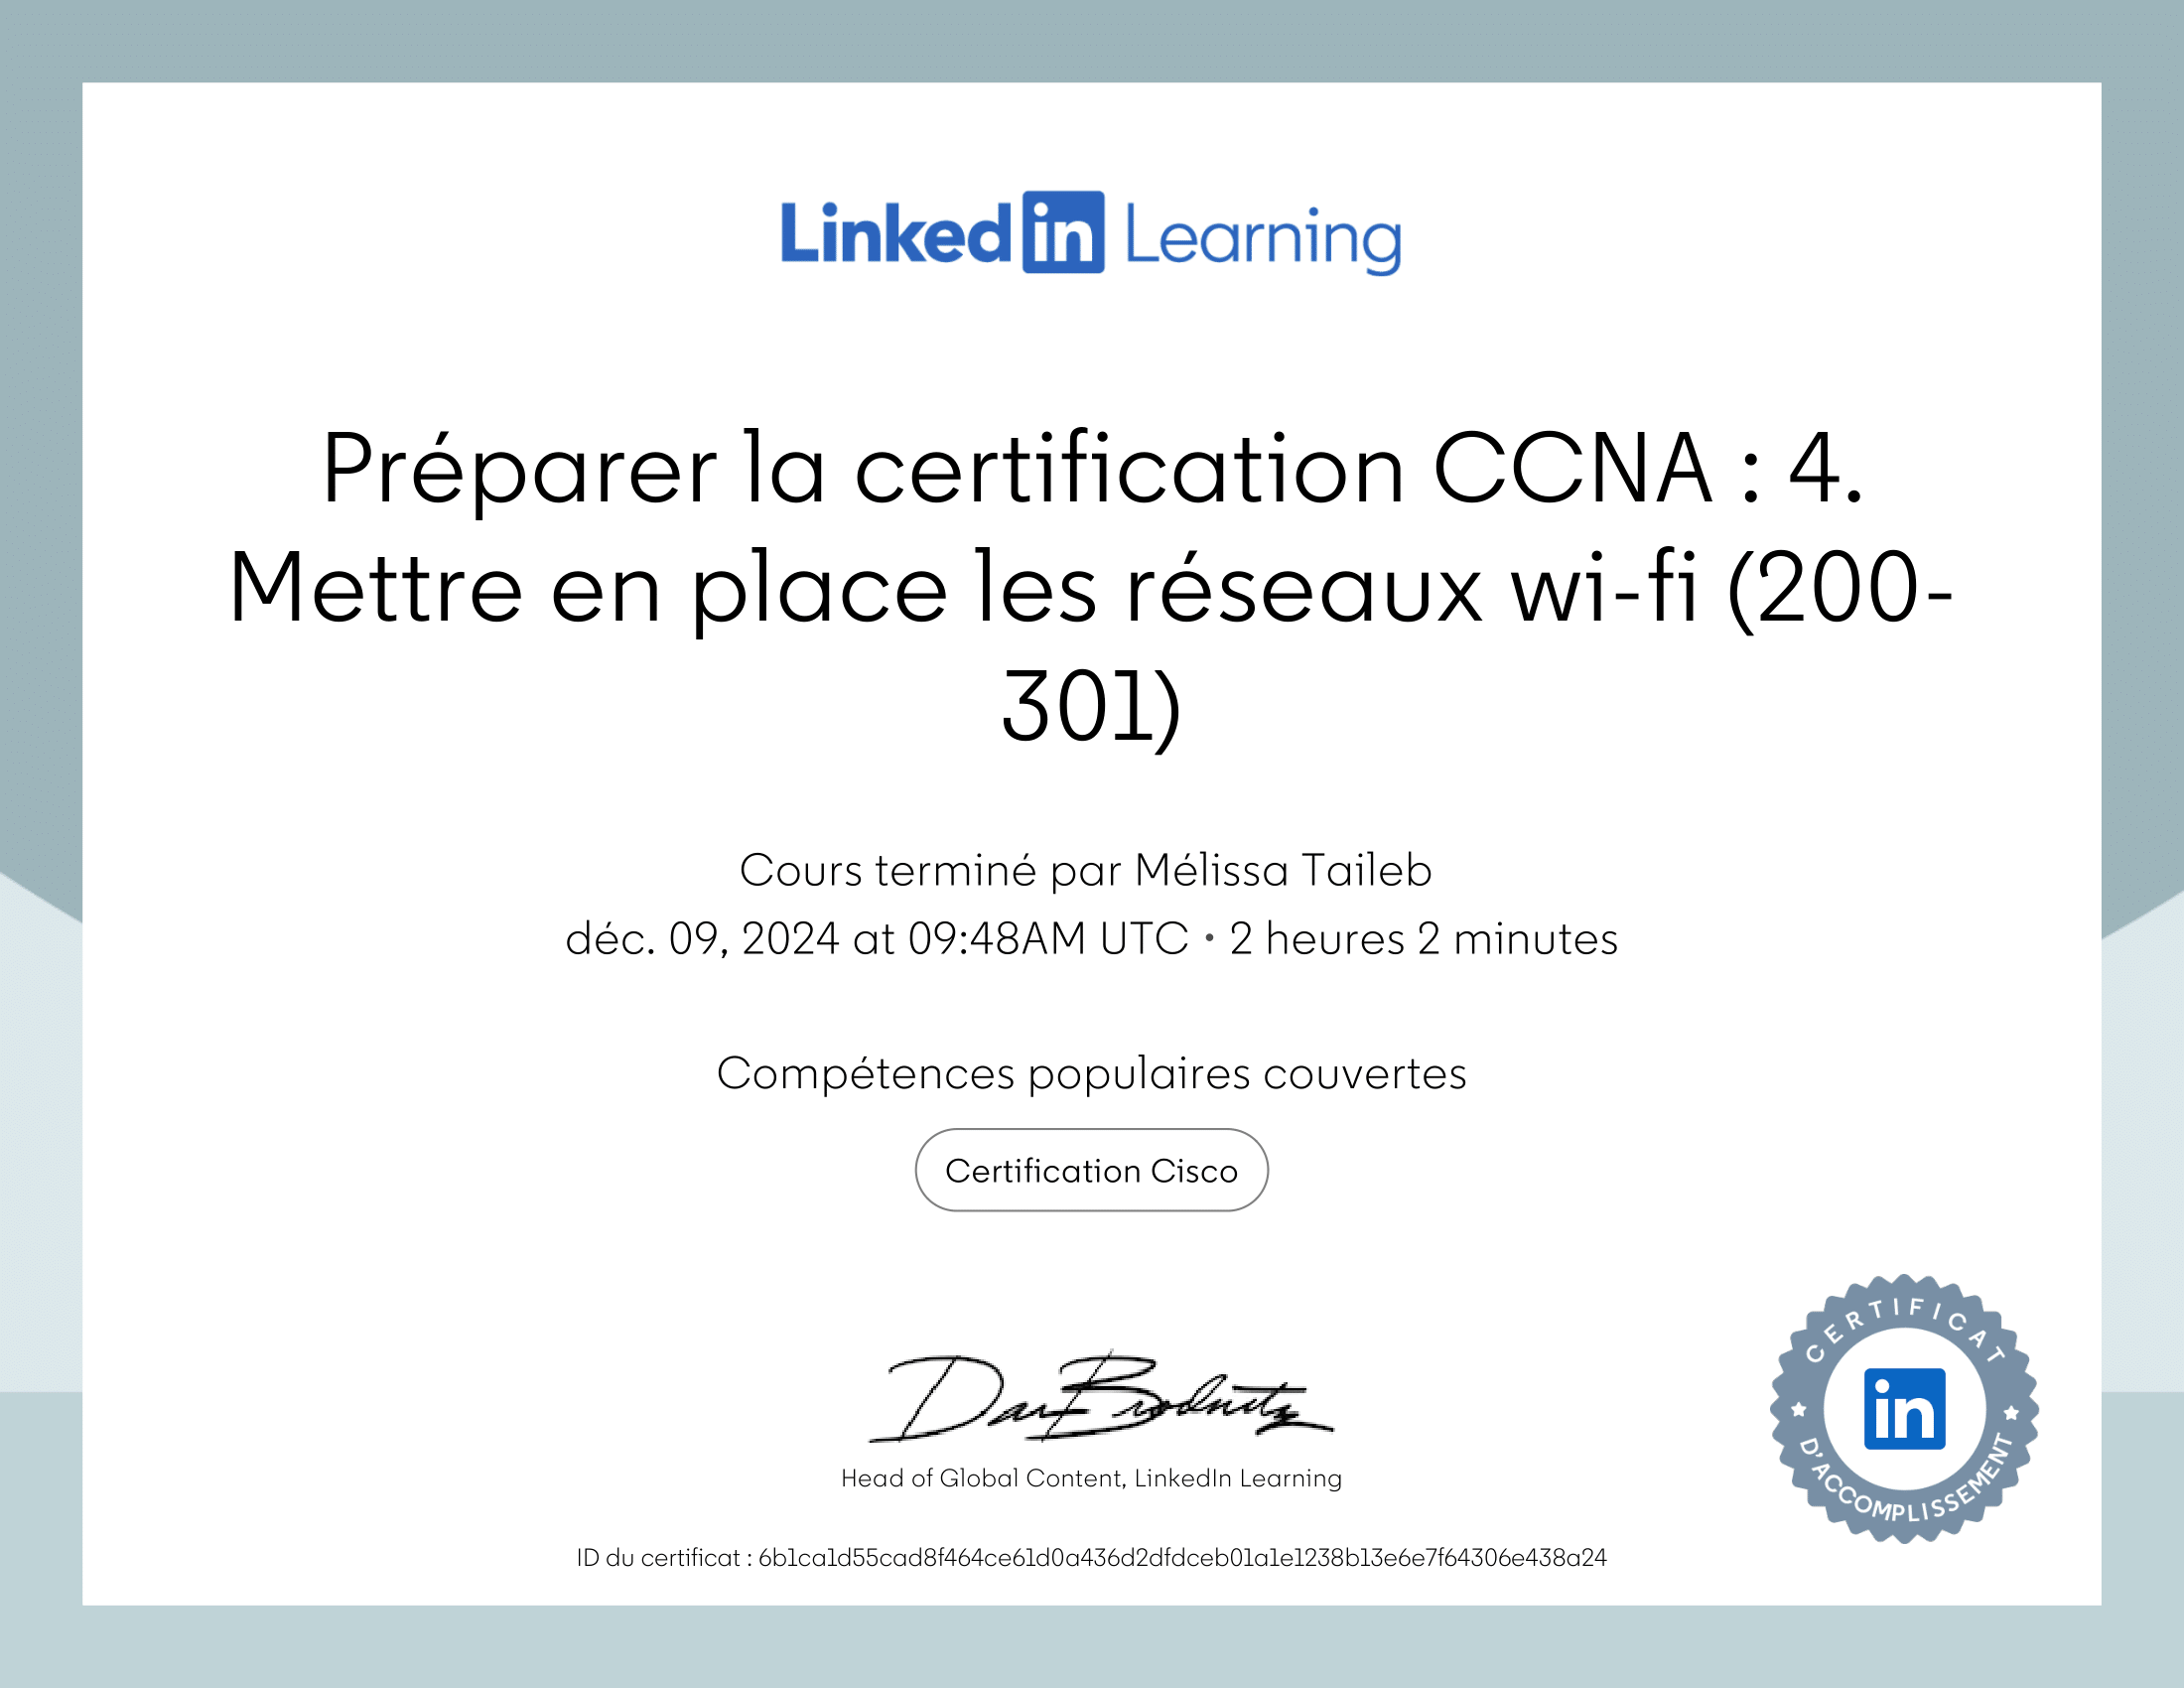 Linked in Learning
Préparer la certification CCNA : 4.
Mettre en place les réseaux wi-fi (200-
301)
Cours terminé par Mélissa Taileb
déc. 09, 2024 at 09:48AM UTC • 2 heures 2 minutes
Compétences populaires couvertes
Certification Cisco
Dan Brodnitz
Head of Global Content, LinkedIn Learning
ID du certificat : 6b1ca1d55cad8f464ce61d0a436d2dfdceb01a1e1238b13e6e7f64306e438a24
CERTIFICAT
in
D'ACCOMPLISSEMENT